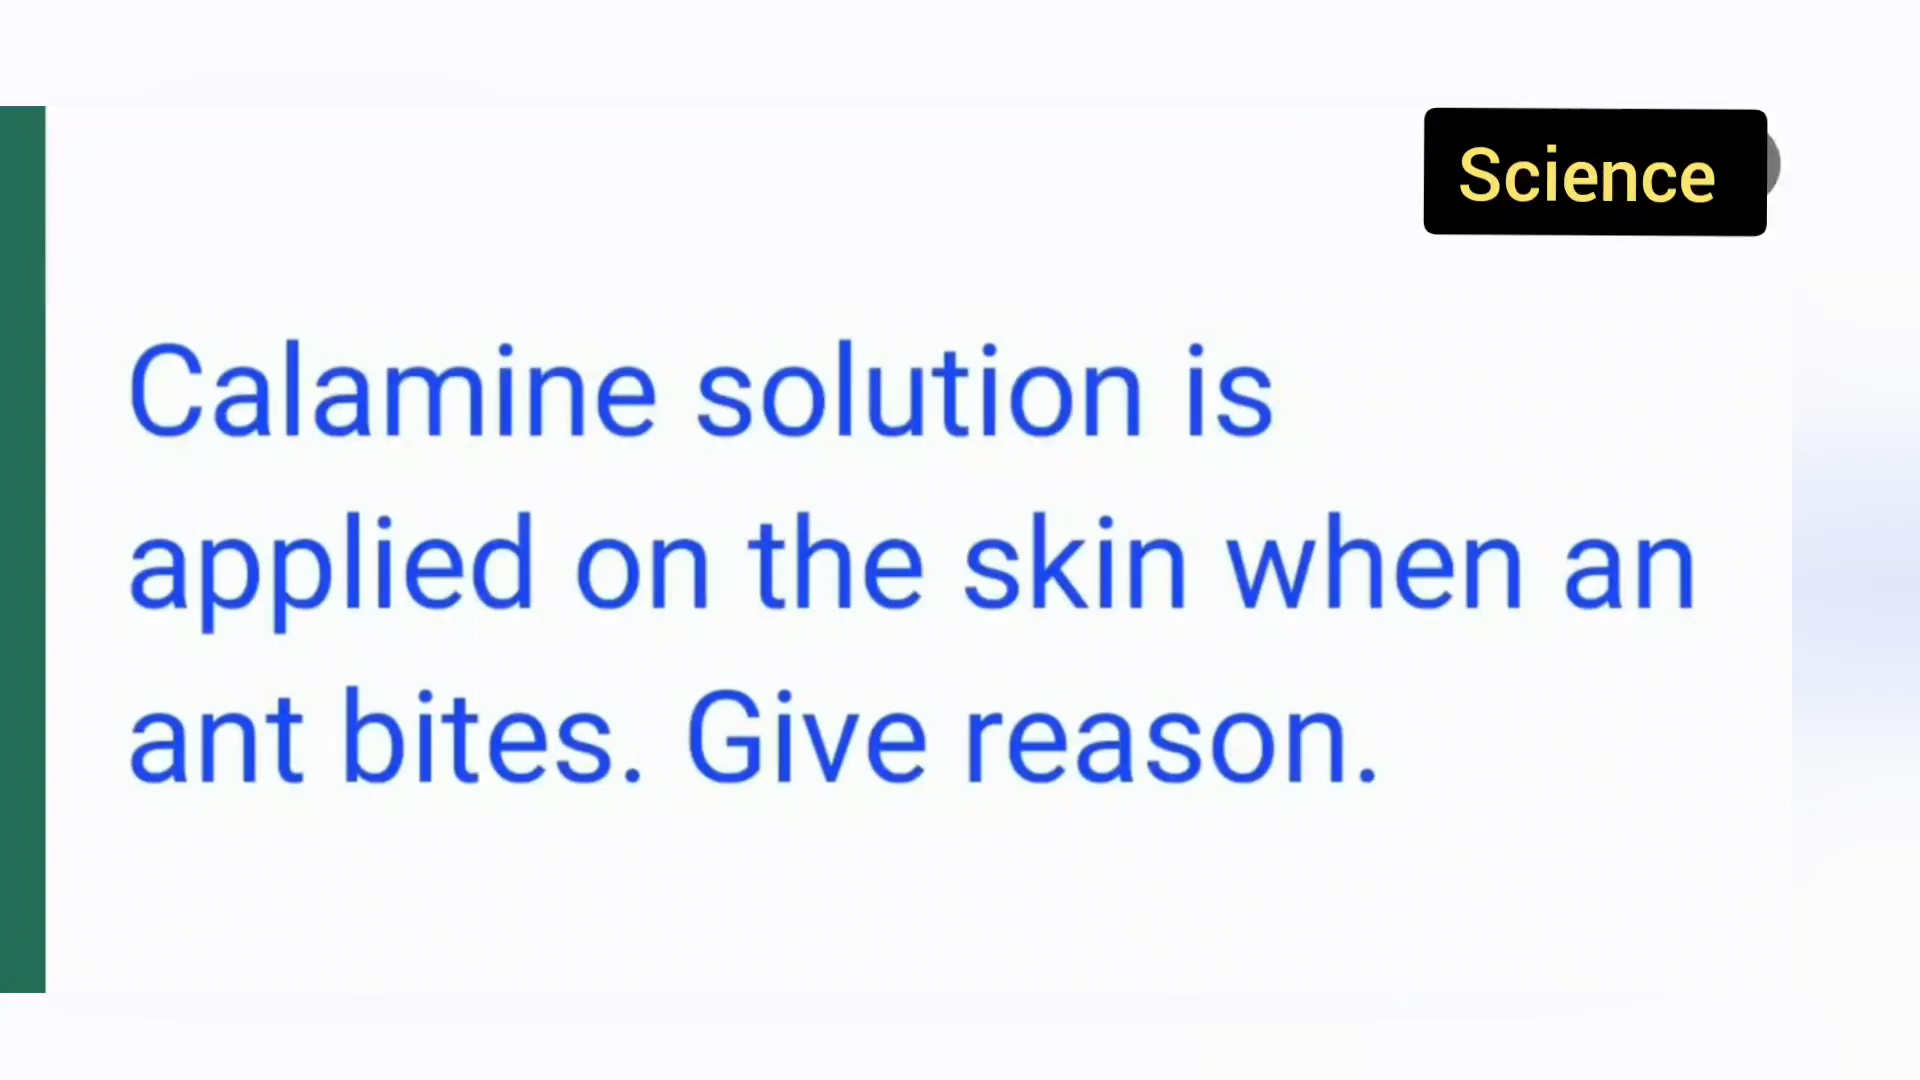 Science
Calamine solution is
applied on the skin when an
ant bites. Give reason.